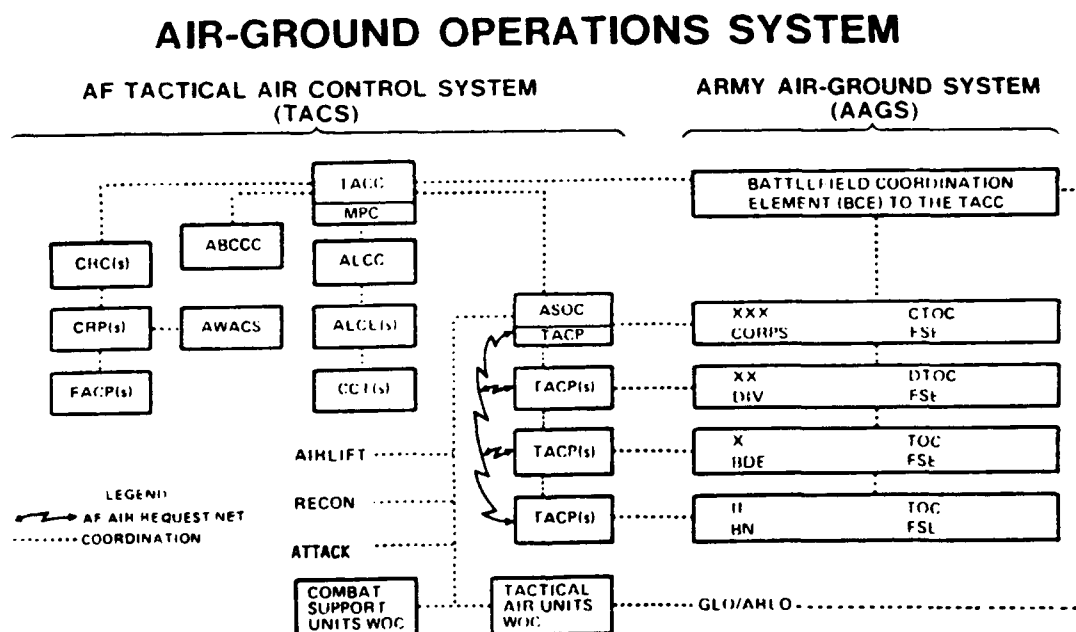 AIR-GROUND OPERATIONS SYSTEM
AF TACTICAL AIR CONTROL SYSTEM
(TACS)
ARMY AIR-GROUND SYSTEM
(AAGS)
TACC
MPC
BATTLEFIELD COORDINATION
ELEMENT (BCE) TO THE TACC
ABCCC
CRC(s)
ALCC
CRP(s)
AWACS
ALCE(s)
ASOC
TACP
XXX CTOC
CORPS FSE
FACP(s)
CCT(s)
TACP(s)
XX DTOC
DIV FSE
AIRLIFT
TACP(s)
X TOC
BDE FSE
RECON
TACP(s)
II TOC
BN FSE
LEGEND
AF AIR REQUEST NET
COORDINATION
ATTACK
COMBAT
SUPPORT
UNITS WOC
TACTICAL
AIR UNITS
WOC
GLO/ARLO